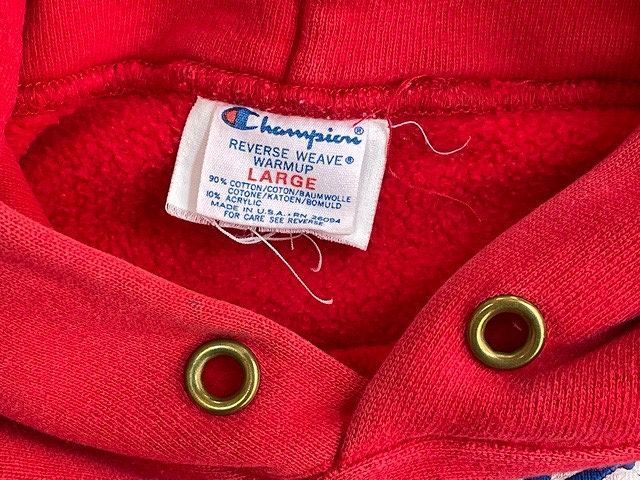 Champion®
REVERSE WEAVE®
WARMUP
LARGE
90% COTTON/COTON/BAUMWOLLE
COTONE/KATOEN/BOMULD
10% ACRYLIC
MADE IN U.S.A.·RN 26094
FOR CARE SEE REVERSE